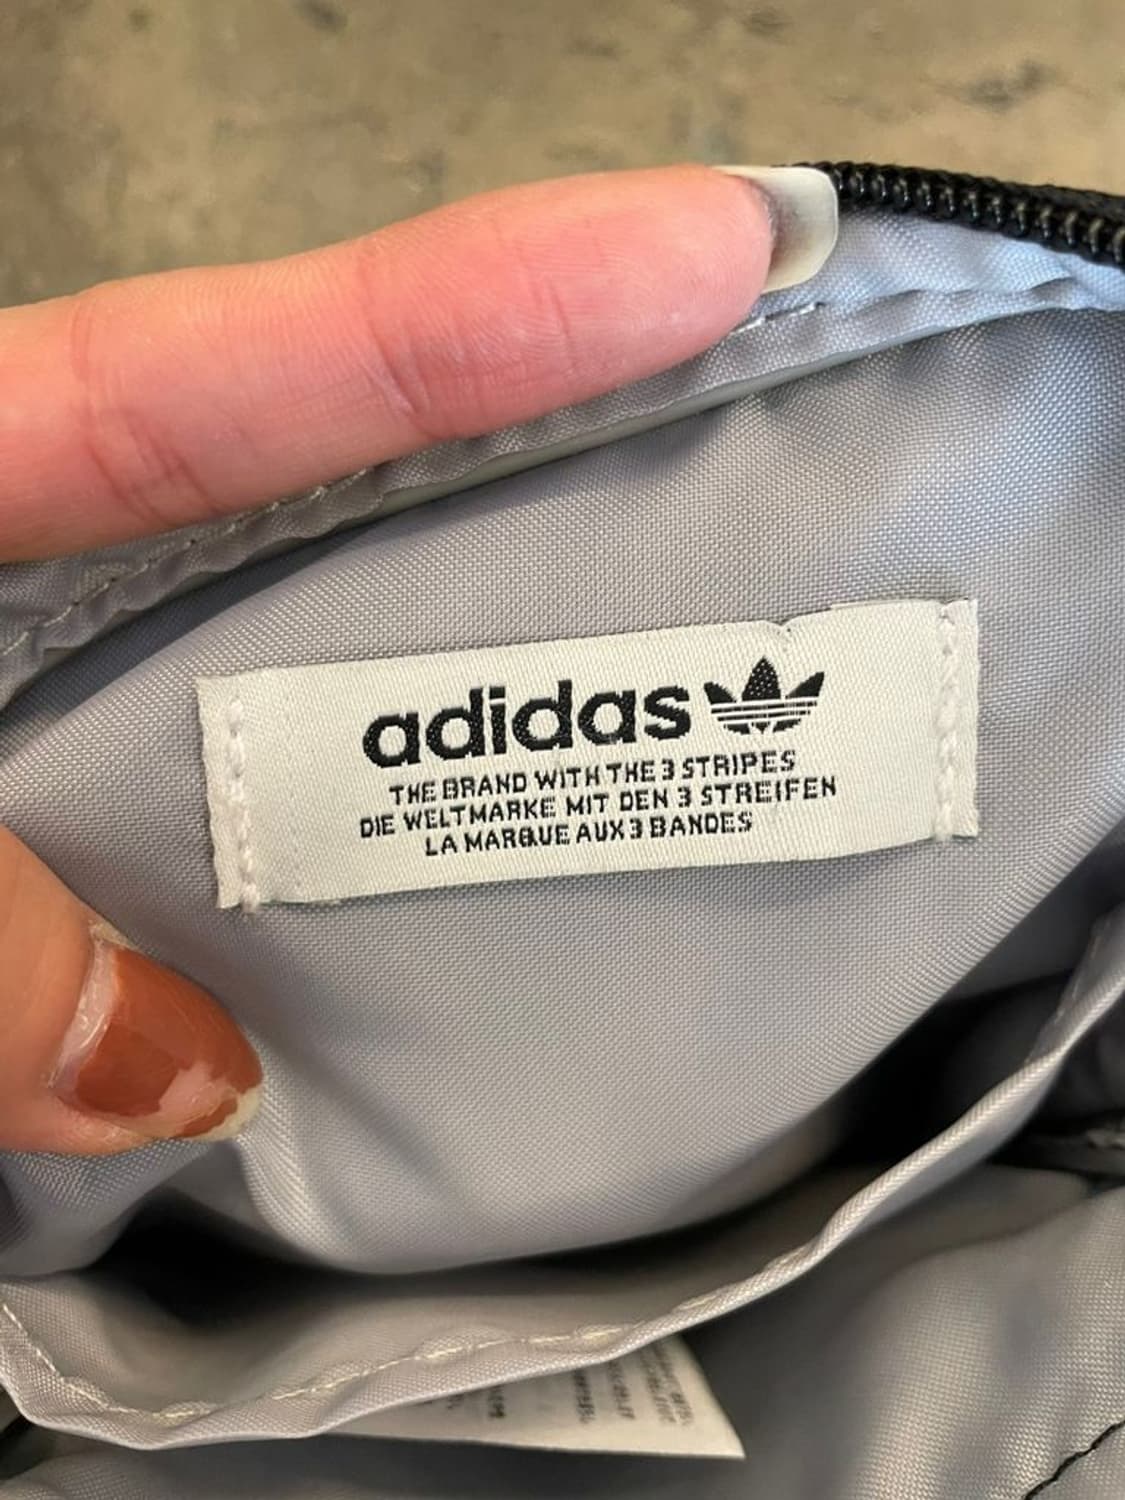 adidas
THE BRAND WITH THE 3 STRIPES
DIE WELTMARKE MIT DEN 3 STREIFEN
LA MARQUE AUX 3 BANDES